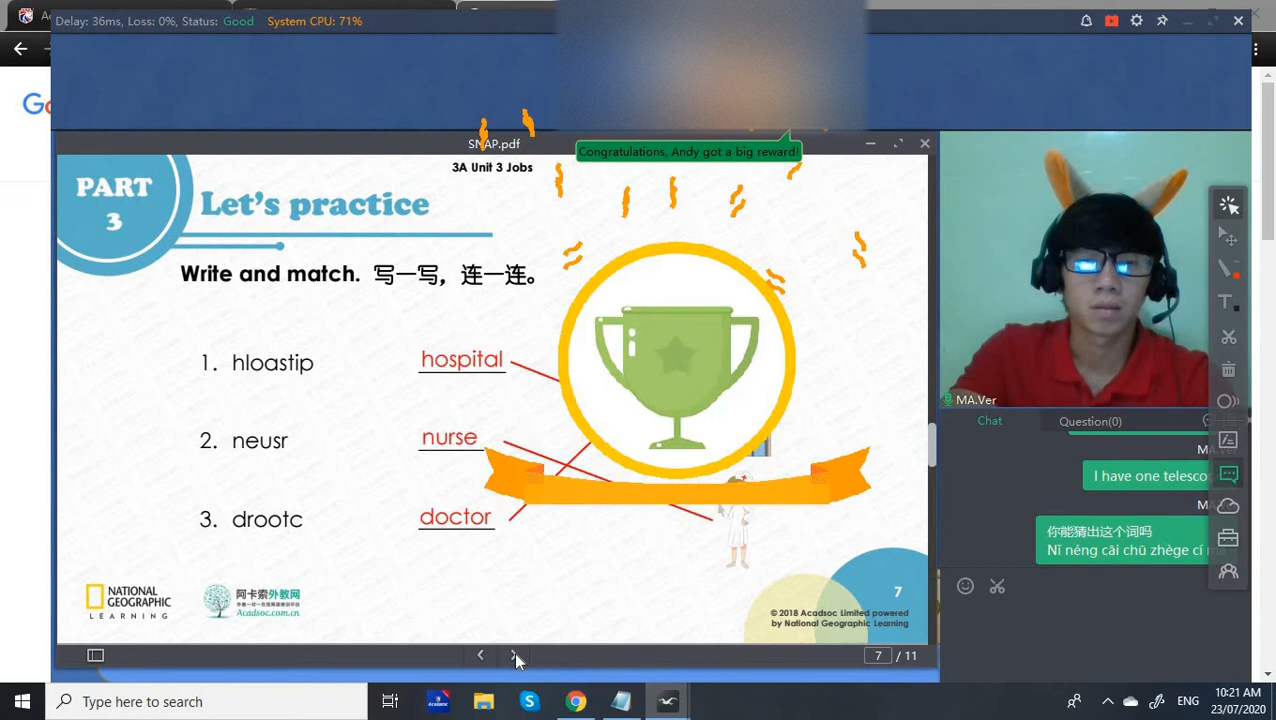 Delay: 36ms, Loss: 0%, Status: Good System CPU: 71%
SNAP.pdf
Congratulations, Andy got a big reward!
3A Unit 3 Jobs
PART
3
Let's practice
Write and match. 写一写，连一连。
1. hloastip hospital
2. neusr nurse
3. drootc doctor
NATIONAL
GEOGRAPHIC
LEARNING
阿卡索外教网
Acadsoc.com.cn
7
© 2018 Acadsoc Limited powered
by National Geographic Learning
7 / 11
MA.Ver
Chat Question(0)
MA.Ver
I have one
你能猜出这个词吗
Nǐ néng cāi chū zhège cí
Type here to search
ENG
10:21 AM
23/07/2020